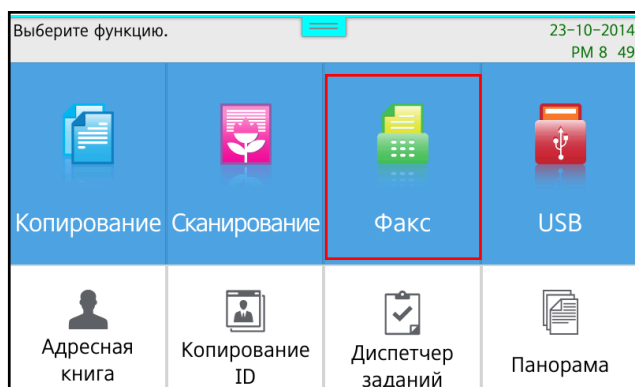 Выберите функцию.
23-10-2014
PM 8 49
Копирование
Сканирование
Факс
USB
Адресная
книга
Копирование
ID
Диспетчер
заданий
Панорама